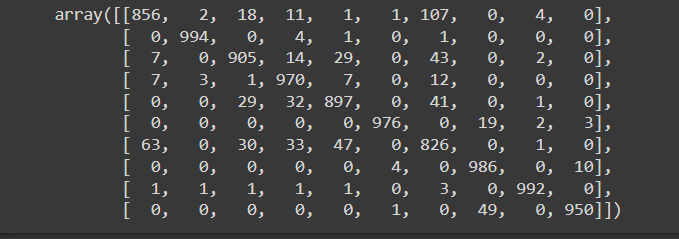 array([[856, 2, 18, 11, 1, 1, 107, 0, 4, 0],
[ 0, 994, 0, 4, 1, 0, 1, 0, 0, 0],
[ 7, 0, 905, 14, 29, 0, 43, 0, 2, 0],
[ 7, 3, 1, 970, 7, 0, 12, 0, 0, 0],
[ 0, 0, 29, 32, 897, 0, 41, 0, 1, 0],
[ 0, 0, 0, 0, 0, 976, 0, 19, 2, 3],
[ 63, 0, 30, 33, 47, 0, 826, 0, 1, 0],
[ 0, 0, 0, 0, 0, 4, 0, 986, 0, 10],
[ 1, 1, 1, 1, 1, 0, 3, 0, 992, 0],
[ 0, 0, 0, 0, 0, 1, 0, 49, 0, 950]])